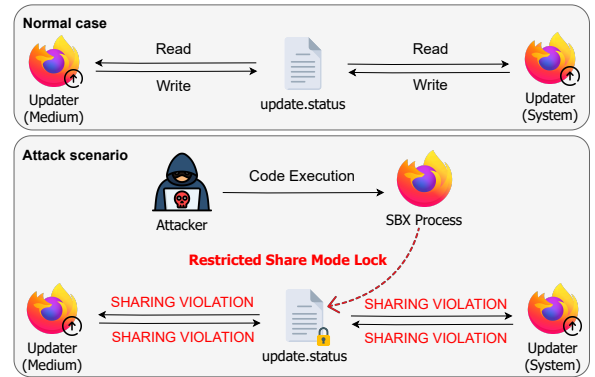 Normal case
Read
Read
Write
Write
Updater
(Medium)
update.status
Updater
(System)
Attack scenario
Code Execution
Attacker
SBX Process
Restricted Share Mode Lock
SHARING VIOLATION
SHARING VIOLATION
SHARING VIOLATION
SHARING VIOLATION
Updater
(Medium)
update.status
Updater
(System)